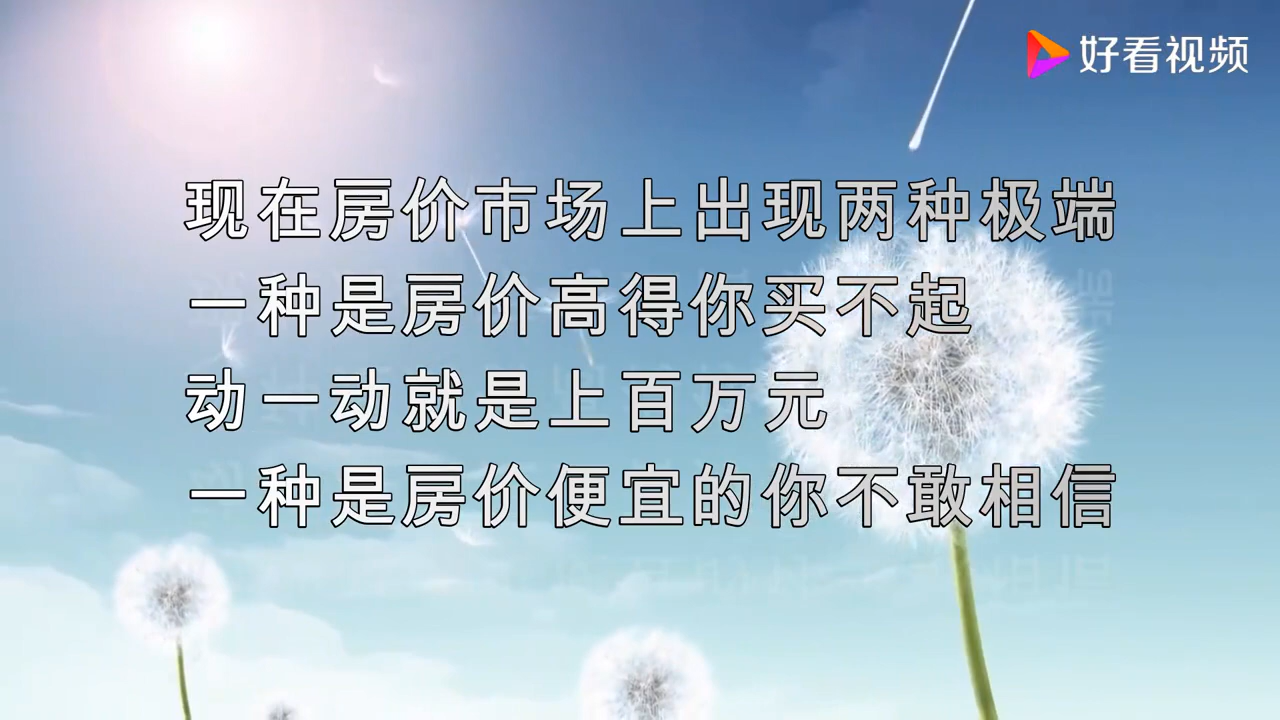 好看视频
现在房价市场上出现两种极端
一种是房价高得你买不起
动一动就是上百万元
一种是房价便宜的你不敢相信